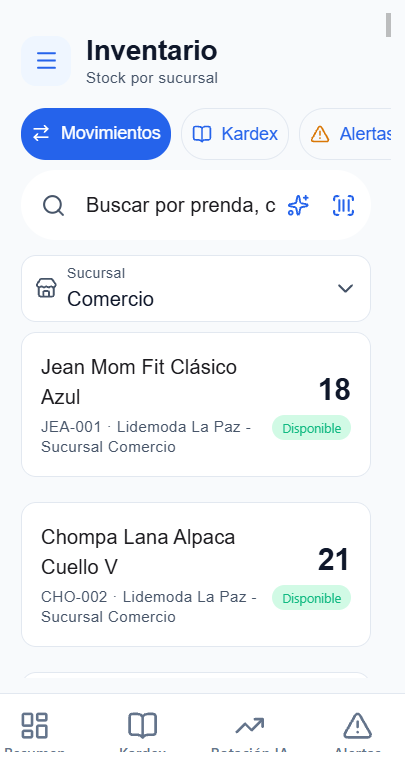 Inventario
Stock por sucursal
Movimientos
Kardex
Alertas
Buscar por prenda, c
Sucursal
Comercio
Jean Mom Fit Clásico
Azul
18
JEA-001 · Lidemoda La Paz -
Sucursal Comercio
Disponible
Chompa Lana Alpaca
Cuello V
21
CHO-002 · Lidemoda La Paz -
Sucursal Comercio
Disponible
Resumen
Kardex
Rotación IA
Alertas